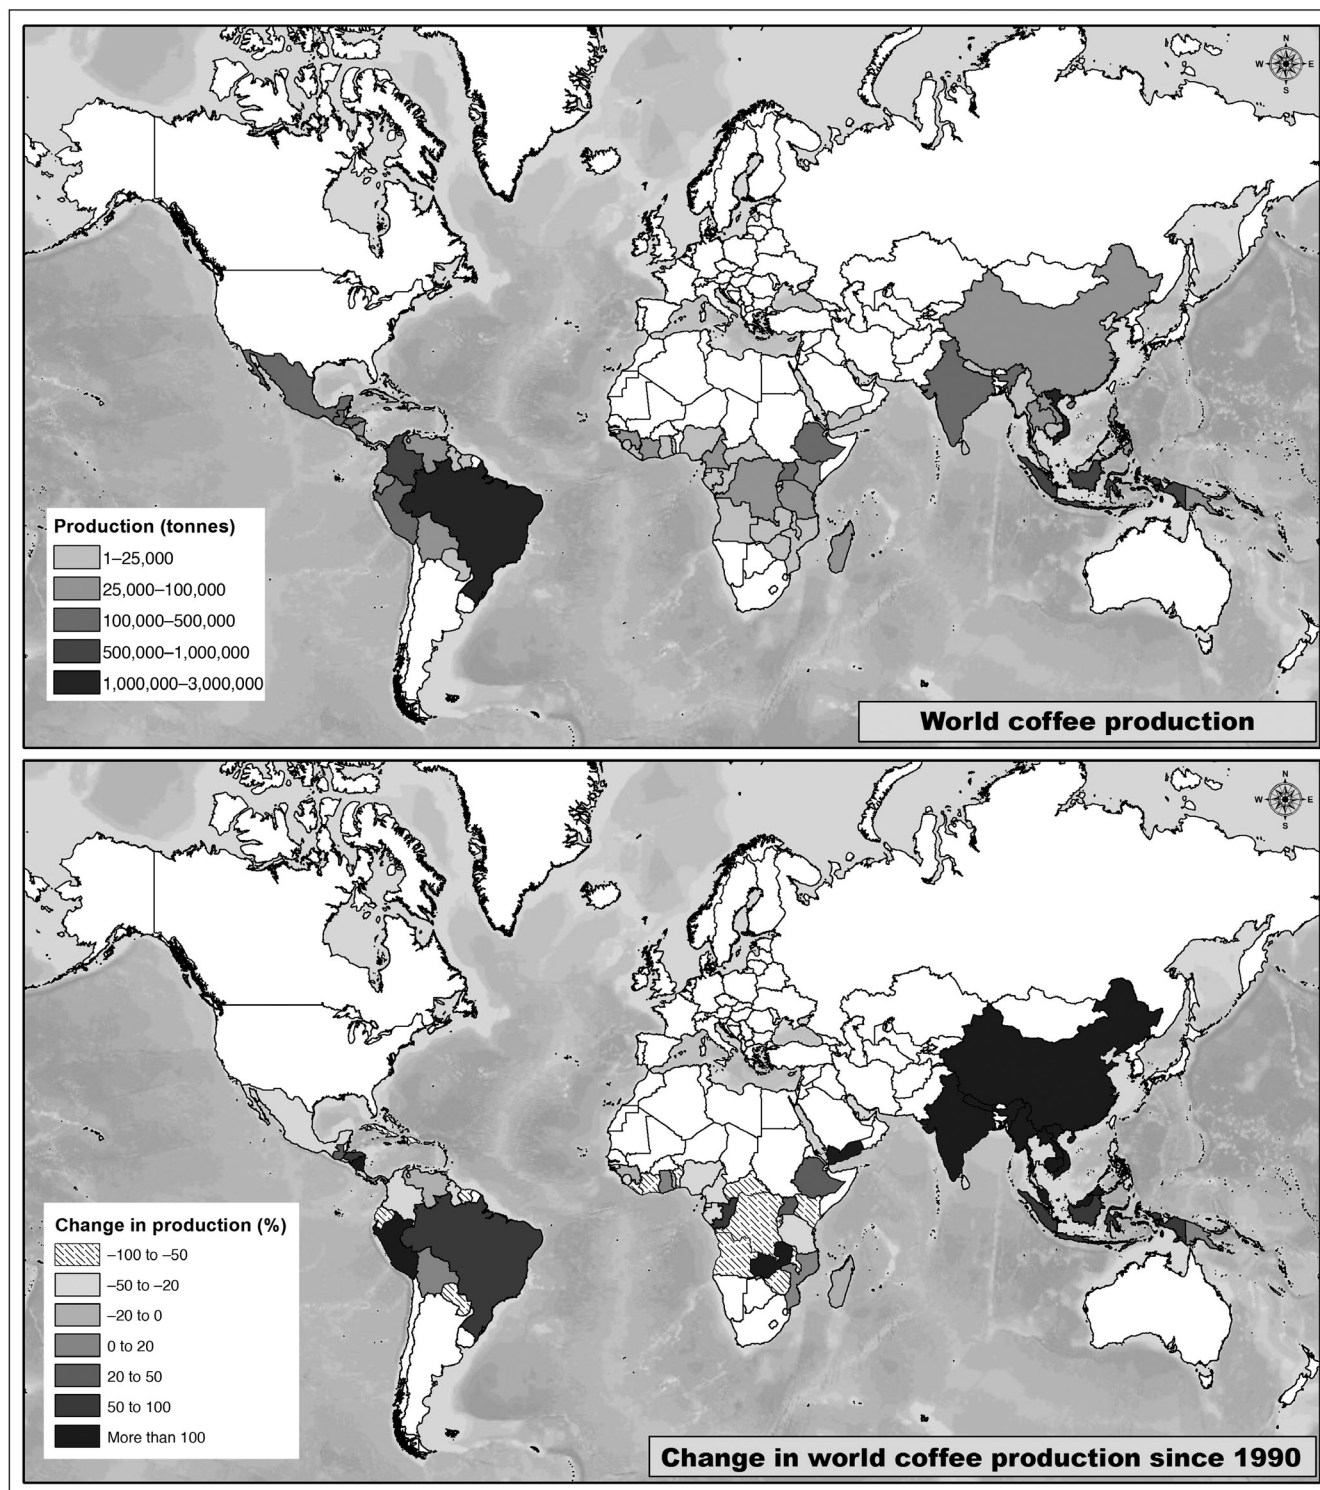 N
W E
S
Production (tonnes)
1–25,000
25,000–100,000
100,000–500,000
500,000–1,000,000
1,000,000–3,000,000
World coffee production
N
W E
S
Change in production (%)
–100 to –50
–50 to –20
–20 to 0
0 to 20
20 to 50
50 to 100
More than 100
Change in world coffee production since 1990